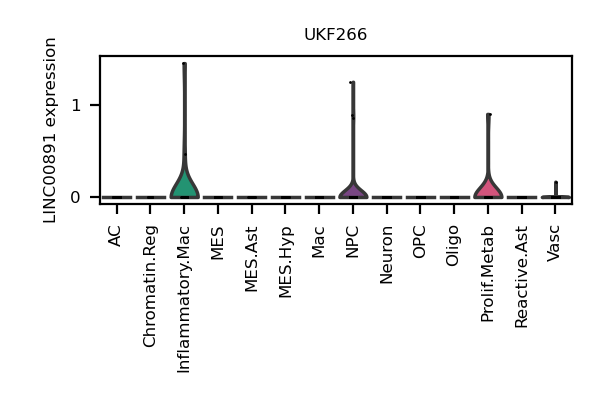 UKF266
LINC00891 expression
1
0
AC
Chromatin.Reg
Inflammatory.Mac
MES
MES.Ast
MES.Hyp
Mac
NPC
Neuron
OPC
Oligo
Prolif.Metab
Reactive.Ast
Vasc